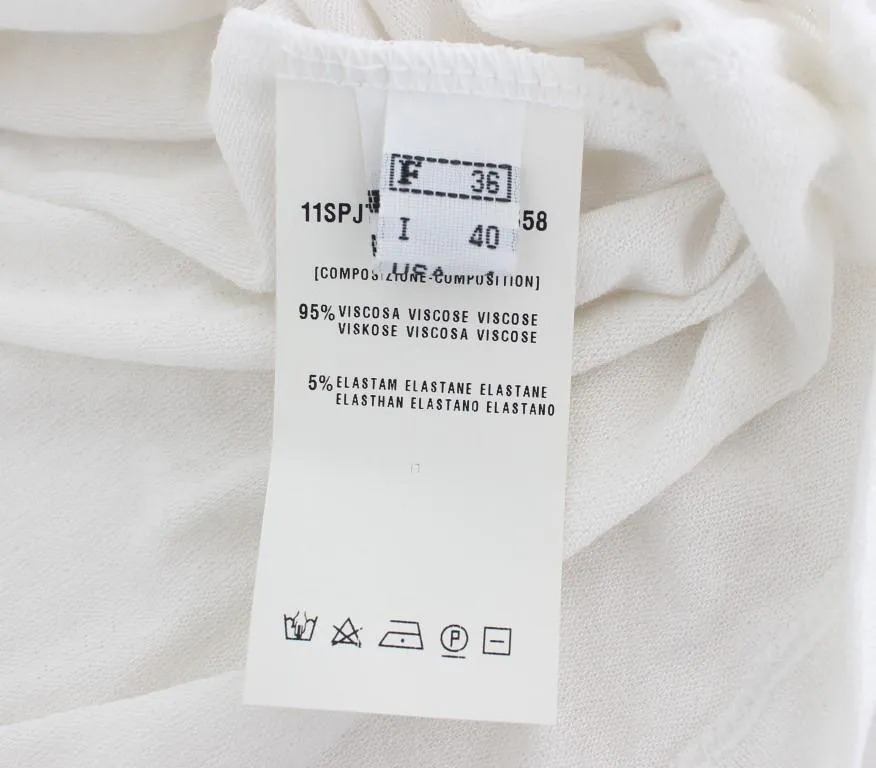 F 36
11SPJ 58
I 40
USA
[COMPOSIZIONE-COMPOSITION]
95% VISCOSA VISCOSE VISCOSE
VISKOSE VISCOSA VISCOSE
5% ELASTAM ELASTANE ELASTANE
ELASTHAN ELASTANO ELASTANO
P